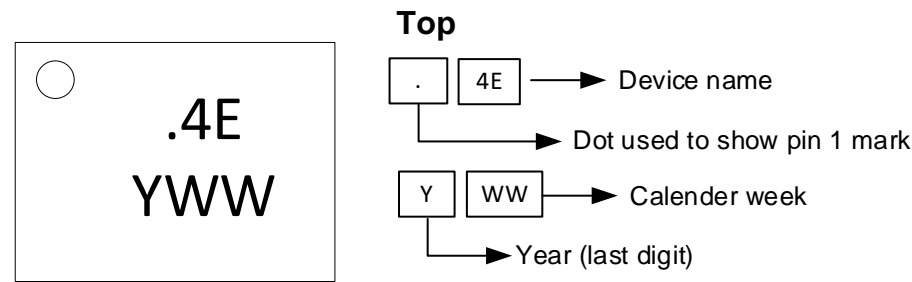 .4E
YWW
Top
. 4E Device name
Dot used to show pin 1 mark
Y WW Calender week
Year (last digit)